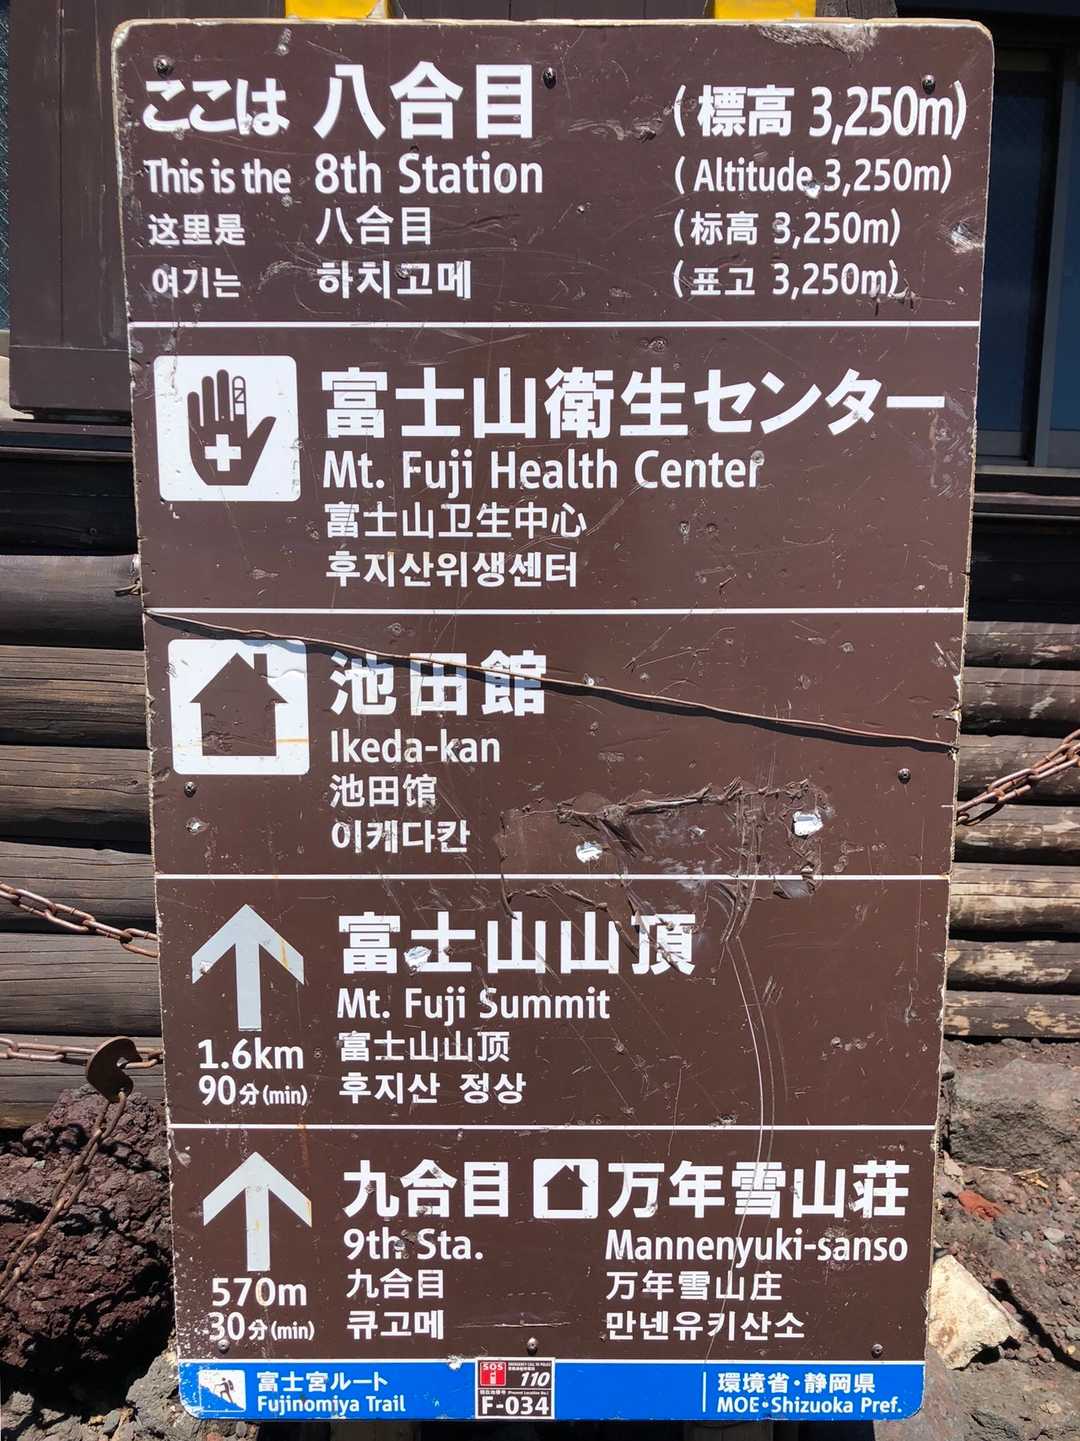 ここは 八合目 (標高 3,250m)
This is the 8th Station (Altitude 3,250m)
这里是 八合目 (标高 3,250m)
여기는 하치고메 (표고 3,250m)
富士山衛生センター
Mt. Fuji Health Center
富士山卫生中心
후지산위생센터
池田館
Ikeda-kan
池田馆
이케다칸
富士山山頂
Mt. Fuji Summit
1.6km 富士山山顶
90分(min) 후지산 정상
九合目 万年雪山荘
9th Sta. Mannenyuki-sanso
570m 九合目 万年雪山庄
30分(min) 큐고메 만넨유키산소
富士宮ルート
Fujinomiya Trail
SOS EMERGENCY CALL TO POLICE
110
(Present Location No.)
F-034
環境省・静岡県
MOE・Shizuoka Pref.